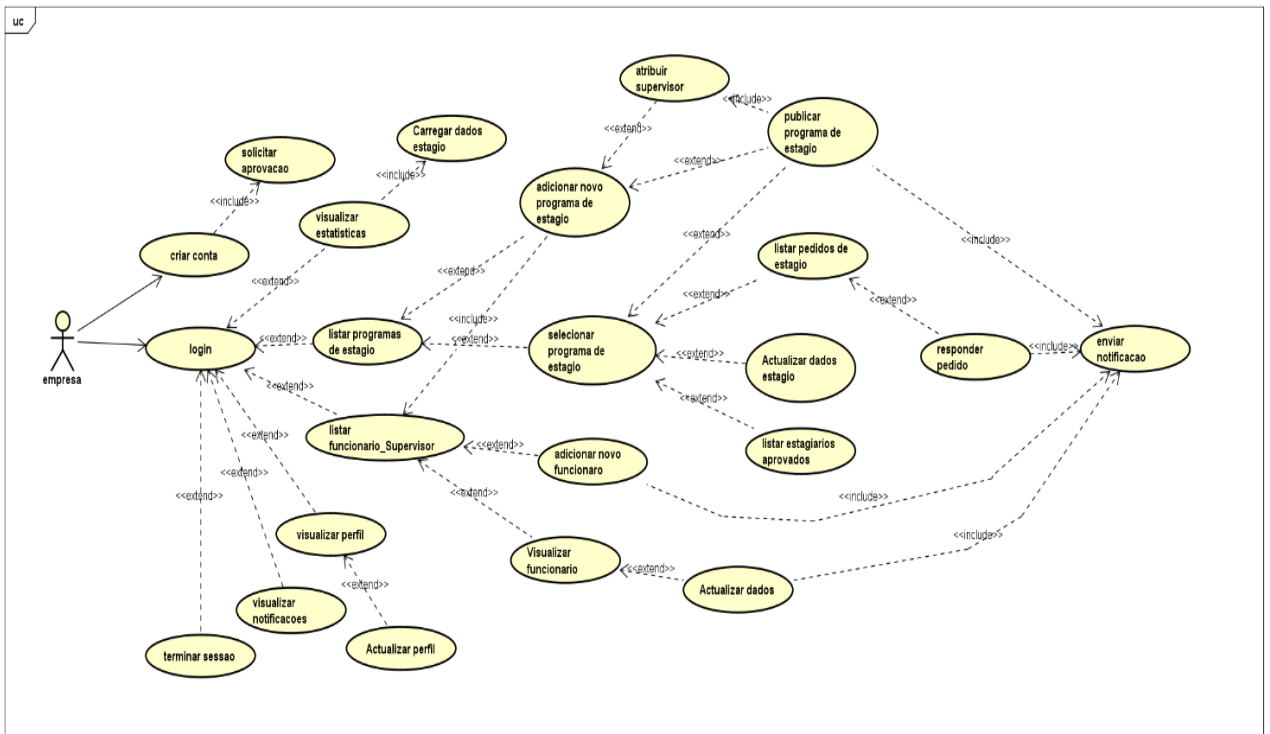 uc
atribuir
supervisor
<<include>>
publicar
programa de
estagio
<<extend>>
Carregar dados
estagio
solicitar
aprovacao
<<extend>>
<<include>>
adicionar novo
programa de
estagio
<<include>>
visualizar
estatisticas
<<extend>>
<<include>>
criar conta
listar pedidos de
estagio
<<extend>>
<<extend>>
<<extend>>
<<extend>>
<<include>>
empresa
login
<<extend>>
listar programas
de estagio
<<extend>>
selecionar
programa de
estagio
<<extend>>
Actualizar dados
estagio
responder
pedido
<<include>>
enviar
notificacao
<<extend>>
<<extend>>
listar
funcionario_Supervisor
<<extend>>
adicionar novo
funcionaro
listar estagiarios
aprovados
<<extend>>
<<extend>>
<<extend>>
<<extend>>
<<include>>
visualizar perfil
Visualizar
funcionario
<<extend>>
Actualizar dados
<<include>>
<<extend>>
visualizar
notificacoes
Actualizar perfil
terminar sessao